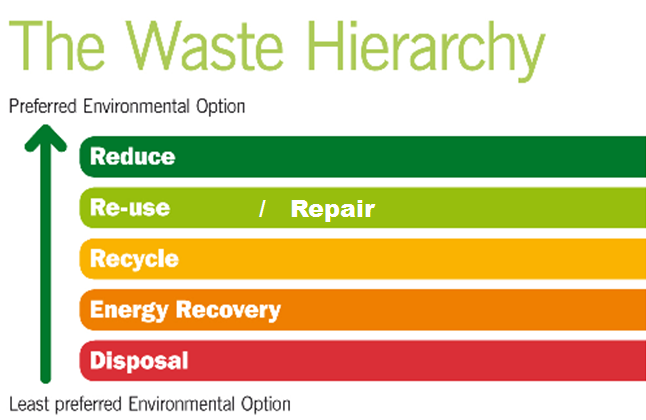 The Waste Hierarchy
Preferred Environmental Option
Reduce
Re-use / Repair
Recycle
Energy Recovery
Disposal
Least preferred Environmental Option